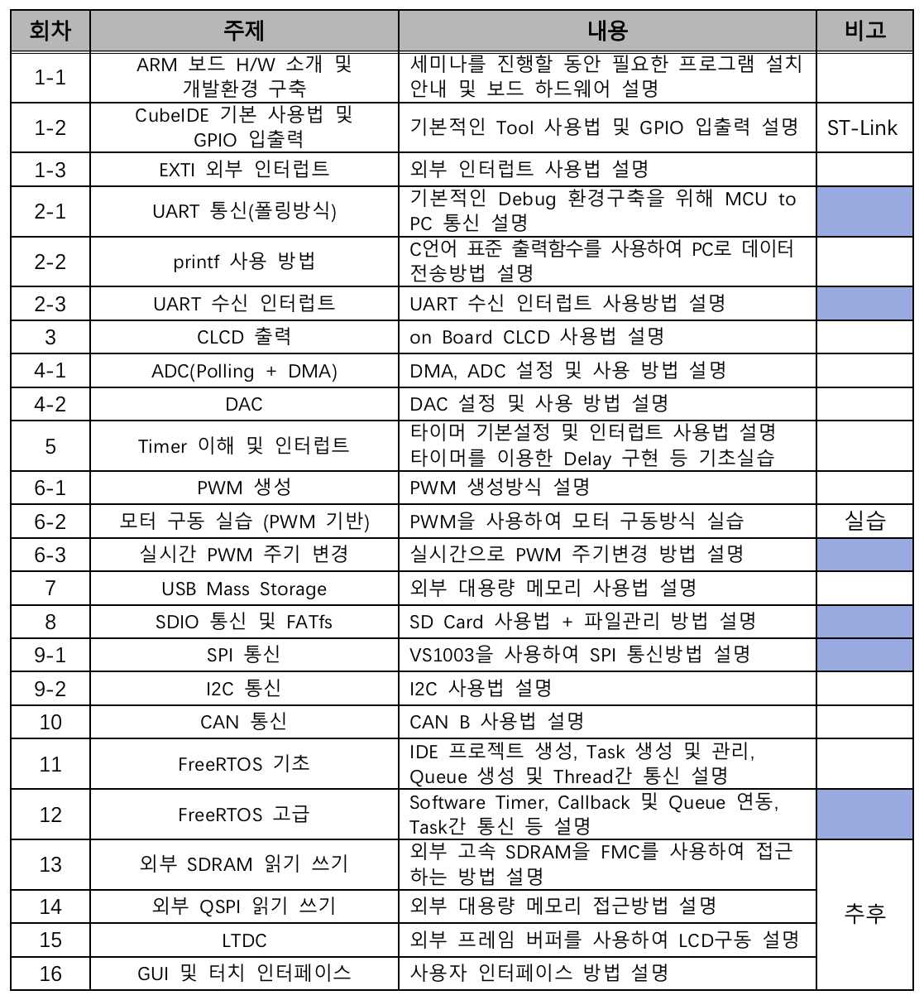 회차 주제 내용 비고
1-1 ARM 보드 H/W 소개 및 세미나를 진행할 동안 필요한 프로그램 설치
개발환경 구축 안내 및 보드 하드웨어 설명
1-2 CubeIDE 기본 사용법 및 기본적인 Tool 사용법 및 GPIO 입출력 설명 ST-Link
GPIO 입출력
1-3 EXTI 외부 인터럽트 외부 인터럽트 사용법 설명
2-1 UART 통신(폴링방식) 기본적인 Debug 환경구축을 위해 MCU to
PC 통신 설명
2-2 printf 사용 방법 C언어 표준 출력함수를 사용하여 PC로 데이터
전송방법 설명
2-3 UART 수신 인터럽트 UART 수신 인터럽트 사용방법 설명
3 CLCD 출력 on Board CLCD 사용법 설명
4-1 ADC(Polling + DMA) DMA, ADC 설정 및 사용 방법 설명
4-2 DAC DAC 설정 및 사용 방법 설명
5 Timer 이해 및 인터럽트 타이머 기본설정 및 인터럽트 사용법 설명
타이머를 이용한 Delay 구현 등 기초실습
6-1 PWM 생성 PWM 생성방식 설명
6-2 모터 구동 실습 (PWM 기반) PWM을 사용하여 모터 구동방식 실습 실습
6-3 실시간 PWM 주기 변경 실시간으로 PWM 주기변경 방법 설명
7 USB Mass Storage 외부 대용량 메모리 사용법 설명
8 SDIO 통신 및 FATfs SD Card 사용법 + 파일관리 방법 설명
9-1 SPI 통신 VS1003을 사용하여 SPI 통신방법 설명
9-2 I2C 통신 I2C 사용법 설명
10 CAN 통신 CAN B 사용법 설명
11 FreeRTOS 기초 IDE 프로젝트 생성, Task 생성 및 관리,
Queue 생성 및 Thread간 통신 설명
12 FreeRTOS 고급 Software Timer, Callback 및 Queue 연동,
Task간 통신 등 설명
13 외부 SDRAM 읽기 쓰기 외부 고속 SDRAM을 FMC를 사용하여 접근
하는 방법 설명
14 외부 QSPI 읽기 쓰기 외부 대용량 메모리 접근방법 설명 추후
15 LTDC 외부 프레임 버퍼를 사용하여 LCD구동 설명
16 GUI 및 터치 인터페이스 사용자 인터페이스 방법 설명